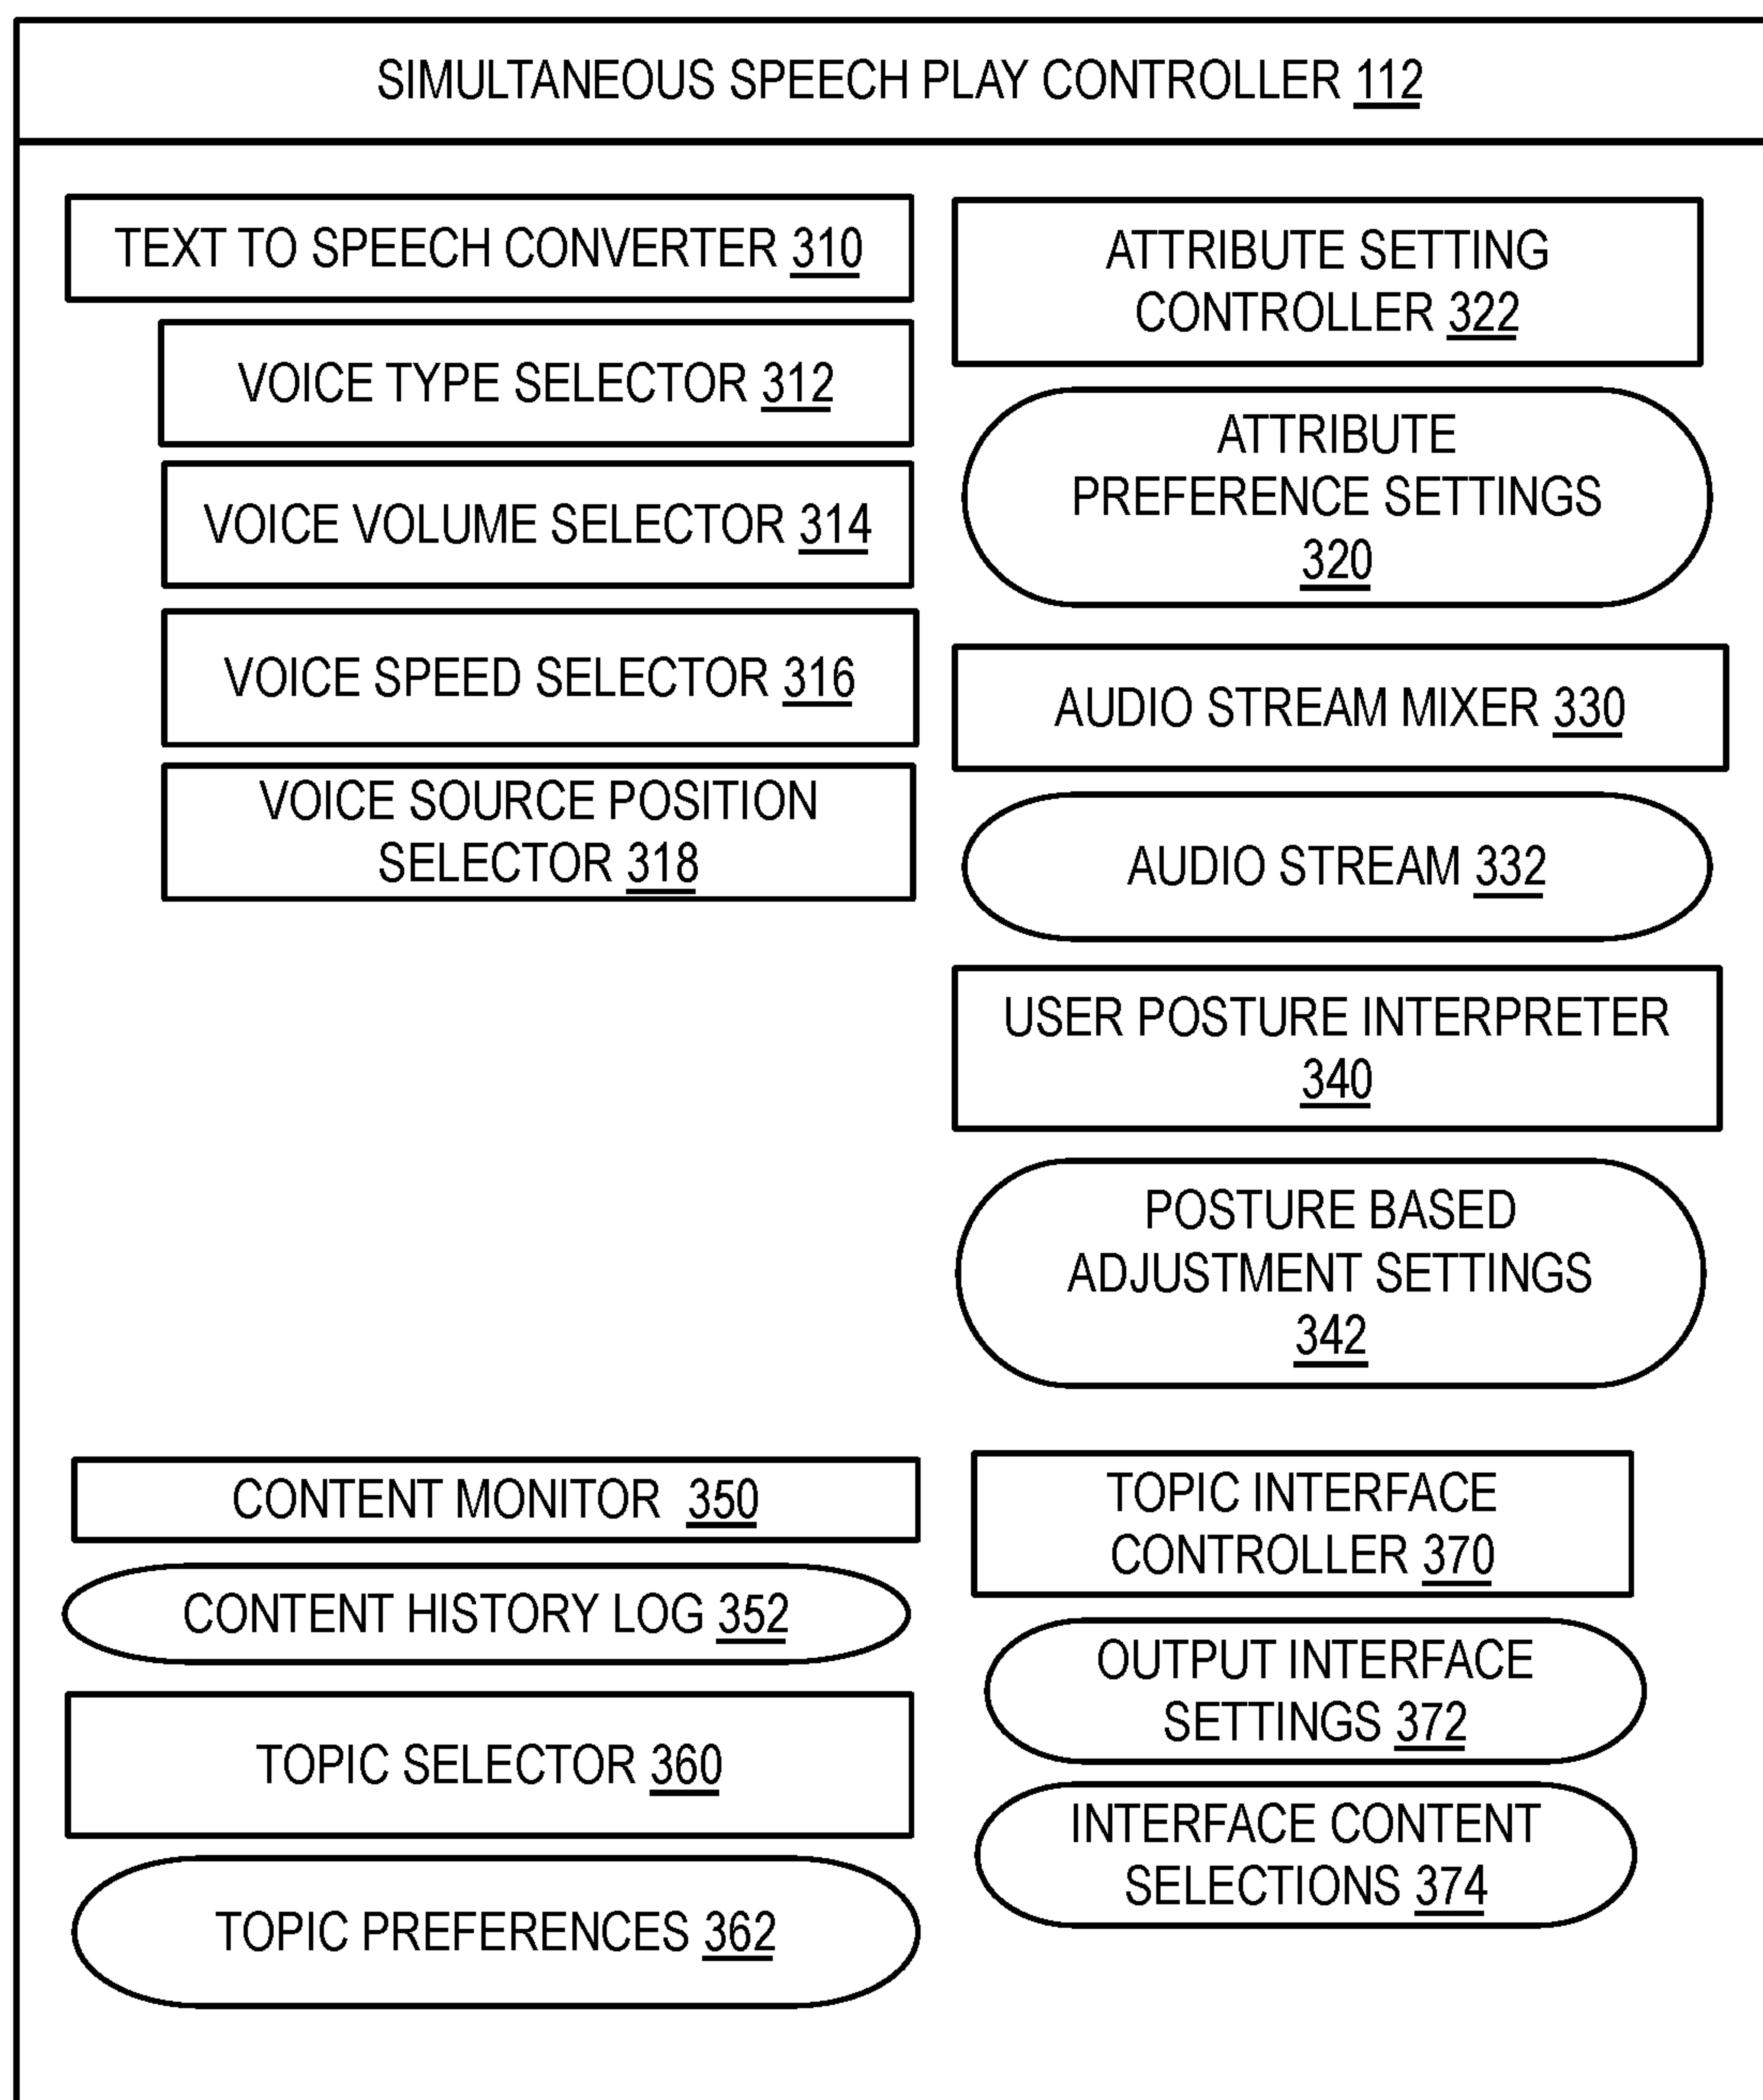 SIMULTANEOUS SPEECH PLAY CONTROLLER 112
TEXT TO SPEECH CONVERTER 310
VOICE TYPE SELECTOR 312
VOICE VOLUME SELECTOR 314
VOICE SPEED SELECTOR 316
VOICE SOURCE POSITION
SELECTOR 318
ATTRIBUTE SETTING
CONTROLLER 322
ATTRIBUTE
PREFERENCE SETTINGS
320
AUDIO STREAM MIXER 330
AUDIO STREAM 332
USER POSTURE INTERPRETER
340
POSTURE BASED
ADJUSTMENT SETTINGS
342
CONTENT MONITOR 350
CONTENT HISTORY LOG 352
TOPIC SELECTOR 360
TOPIC PREFERENCES 362
TOPIC INTERFACE
CONTROLLER 370
OUTPUT INTERFACE
SETTINGS 372
INTERFACE CONTENT
SELECTIONS 374